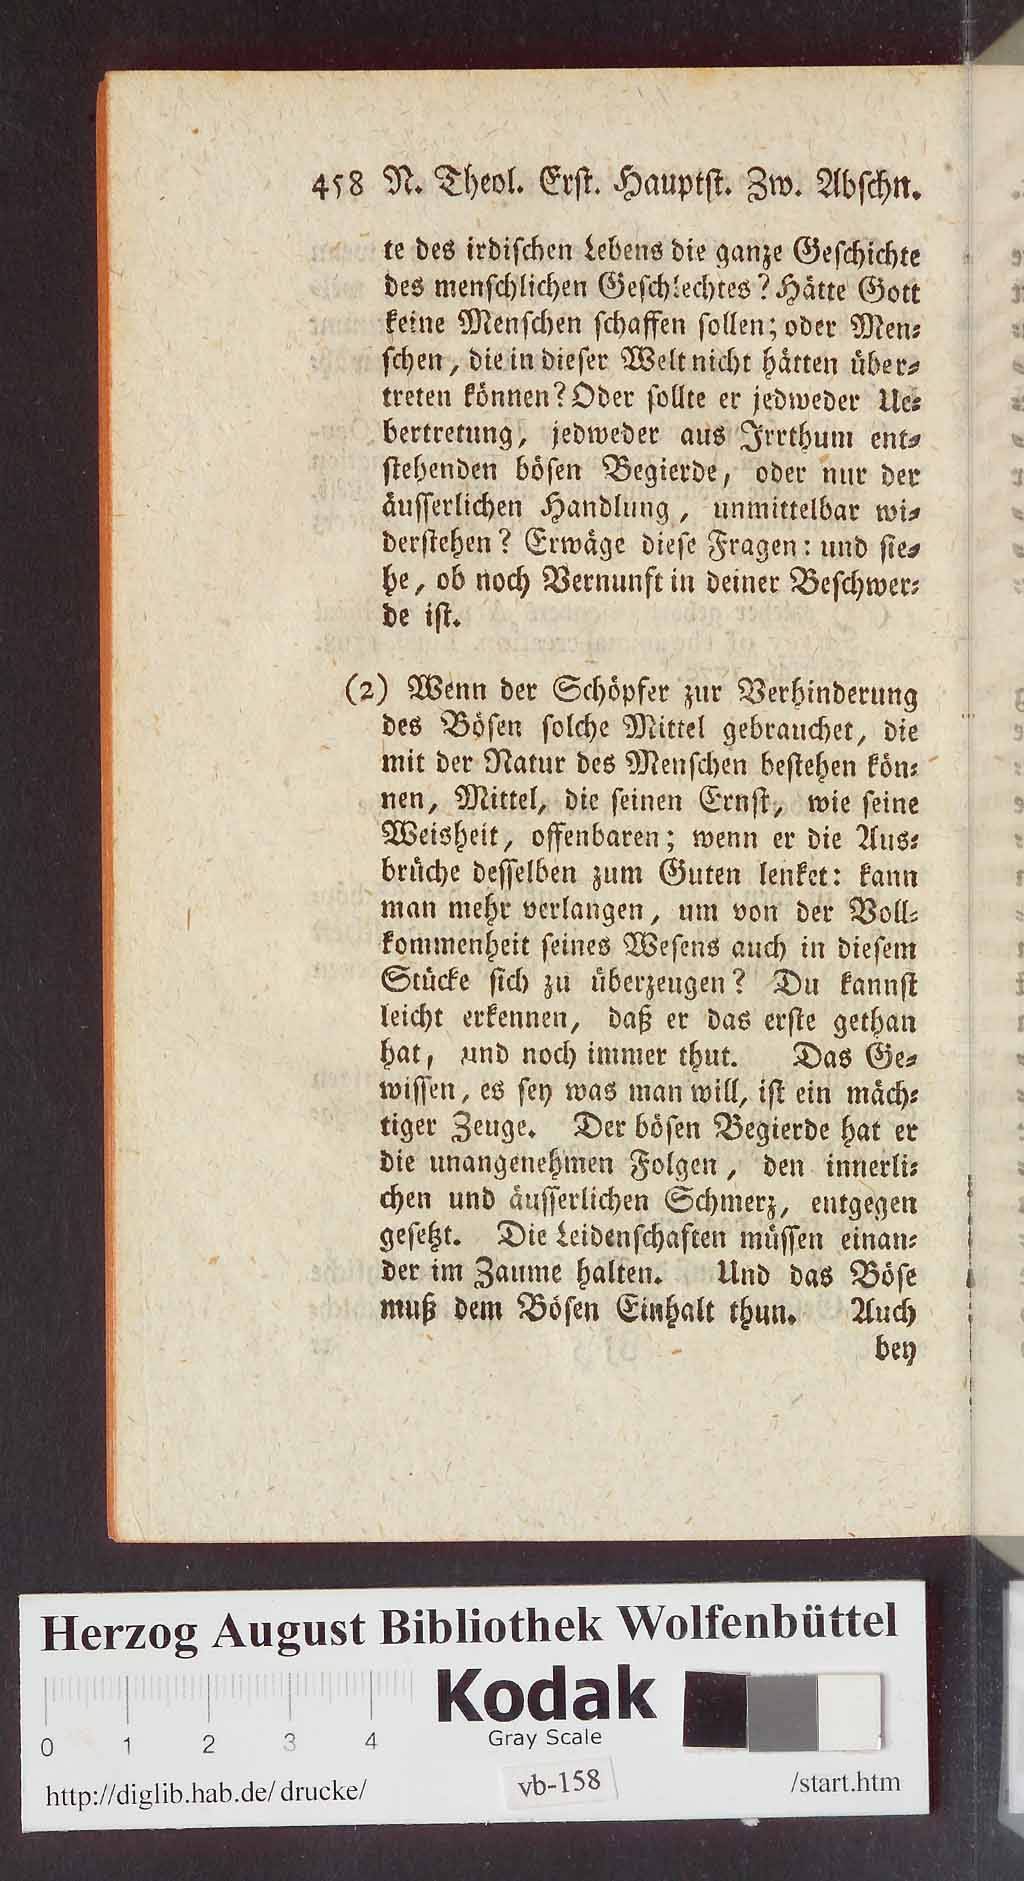 458 N. Theol. Erst. Hauptst. Zw. Abschn.
te des irdischen Lebens die ganze Geschichte
des menschlichen Geschlechtes? Hätte Gott
keine Menschen schaffen sollen; oder Men-
schen, die in dieser Welt nicht hätten über-
treten können? Oder sollte er jedweder Ue-
bertretung, jedweder aus Irrthum ent-
stehenden bösen Begierde, oder nur der
äusserlichen Handlung, unmittelbar wi-
derstehen? Erwäge diese Fragen: und sie-
he, ob noch Vernunft in deiner Beschwer-
de ist.
(2) Wenn der Schöpfer zur Verhinderung
des Bösen solche Mittel gebrauchet, die
mit der Natur des Menschen bestehen kön-
nen, Mittel, die seinen Ernst, wie seine
Weisheit, offenbaren; wenn er die Aus-
brüche desselben zum Guten lenket: kann
man mehr verlangen, um von der Voll-
kommenheit seines Wesens auch in diesem
Stücke sich zu überzeugen? Du kannst
leicht erkennen, daß er das erste gethan
hat, und noch immer thut. Das Ge-
wissen, es sey was man will, ist ein mäch-
tiger Zeuge. Der bösen Begierde hat er
die unangenehmen Folgen, den innerli-
chen und äusserlichen Schmerz, entgegen
gesetzt. Die Leidenschaften müssen einan-
der im Zaume halten. Und das Böse
muß dem Bösen Einhalt thun. Auch
bey
Herzog August Bibliothek Wolfenbüttel
Kodak
Gray Scale
0 1 2 3 4
http://diglib.hab.de/drucke/ vb-158 /start.htm